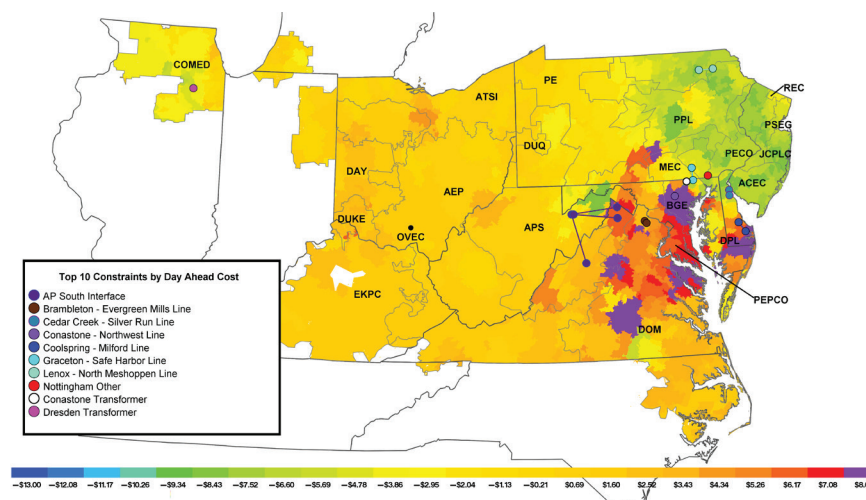 COMED
PE
ATSI
REC
PPL
PSEG
DUQ
MEC
PECO
JCPLC
DAY
AEP
ACEC
BGE
DUKE
APS
OVEC
DPL
EKPC
PEPCO
DOM
Top 10 Constraints by Day Ahead Cost
AP South Interface
Brambleton - Evergreen Mills Line
Cedar Creek - Silver Run Line
Conastone - Northwest Line
Coolspring - Milford Line
Graceton - Safe Harbor Line
Lenox - North Meshoppen Line
Nottingham Other
Conastone Transformer
Dresden Transformer
–$13.00 –$12.08 –$11.17 –$10.26 –$9.34 –$8.43 –$7.52 –$6.60 –$5.69 –$4.78 –$3.86 –$2.95 –$2.04 –$1.13 –$0.21 $0.69 $1.60 $2.52 $3.43 $4.34 $5.26 $6.17 $7.08